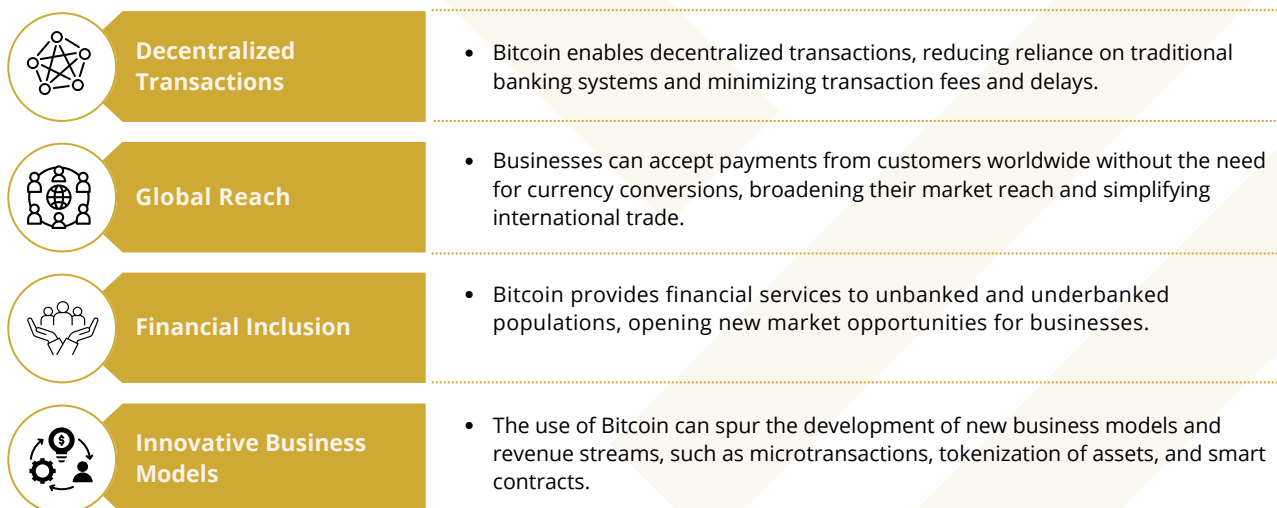 Decentralized
Transactions
• Bitcoin enables decentralized transactions, reducing reliance on traditional
banking systems and minimizing transaction fees and delays.
Global Reach
• Businesses can accept payments from customers worldwide without the need
for currency conversions, broadening their market reach and simplifying
international trade.
Financial Inclusion
• Bitcoin provides financial services to unbanked and underbanked
populations, opening new market opportunities for businesses.
Innovative Business
Models
• The use of Bitcoin can spur the development of new business models and
revenue streams, such as microtransactions, tokenization of assets, and smart
contracts.